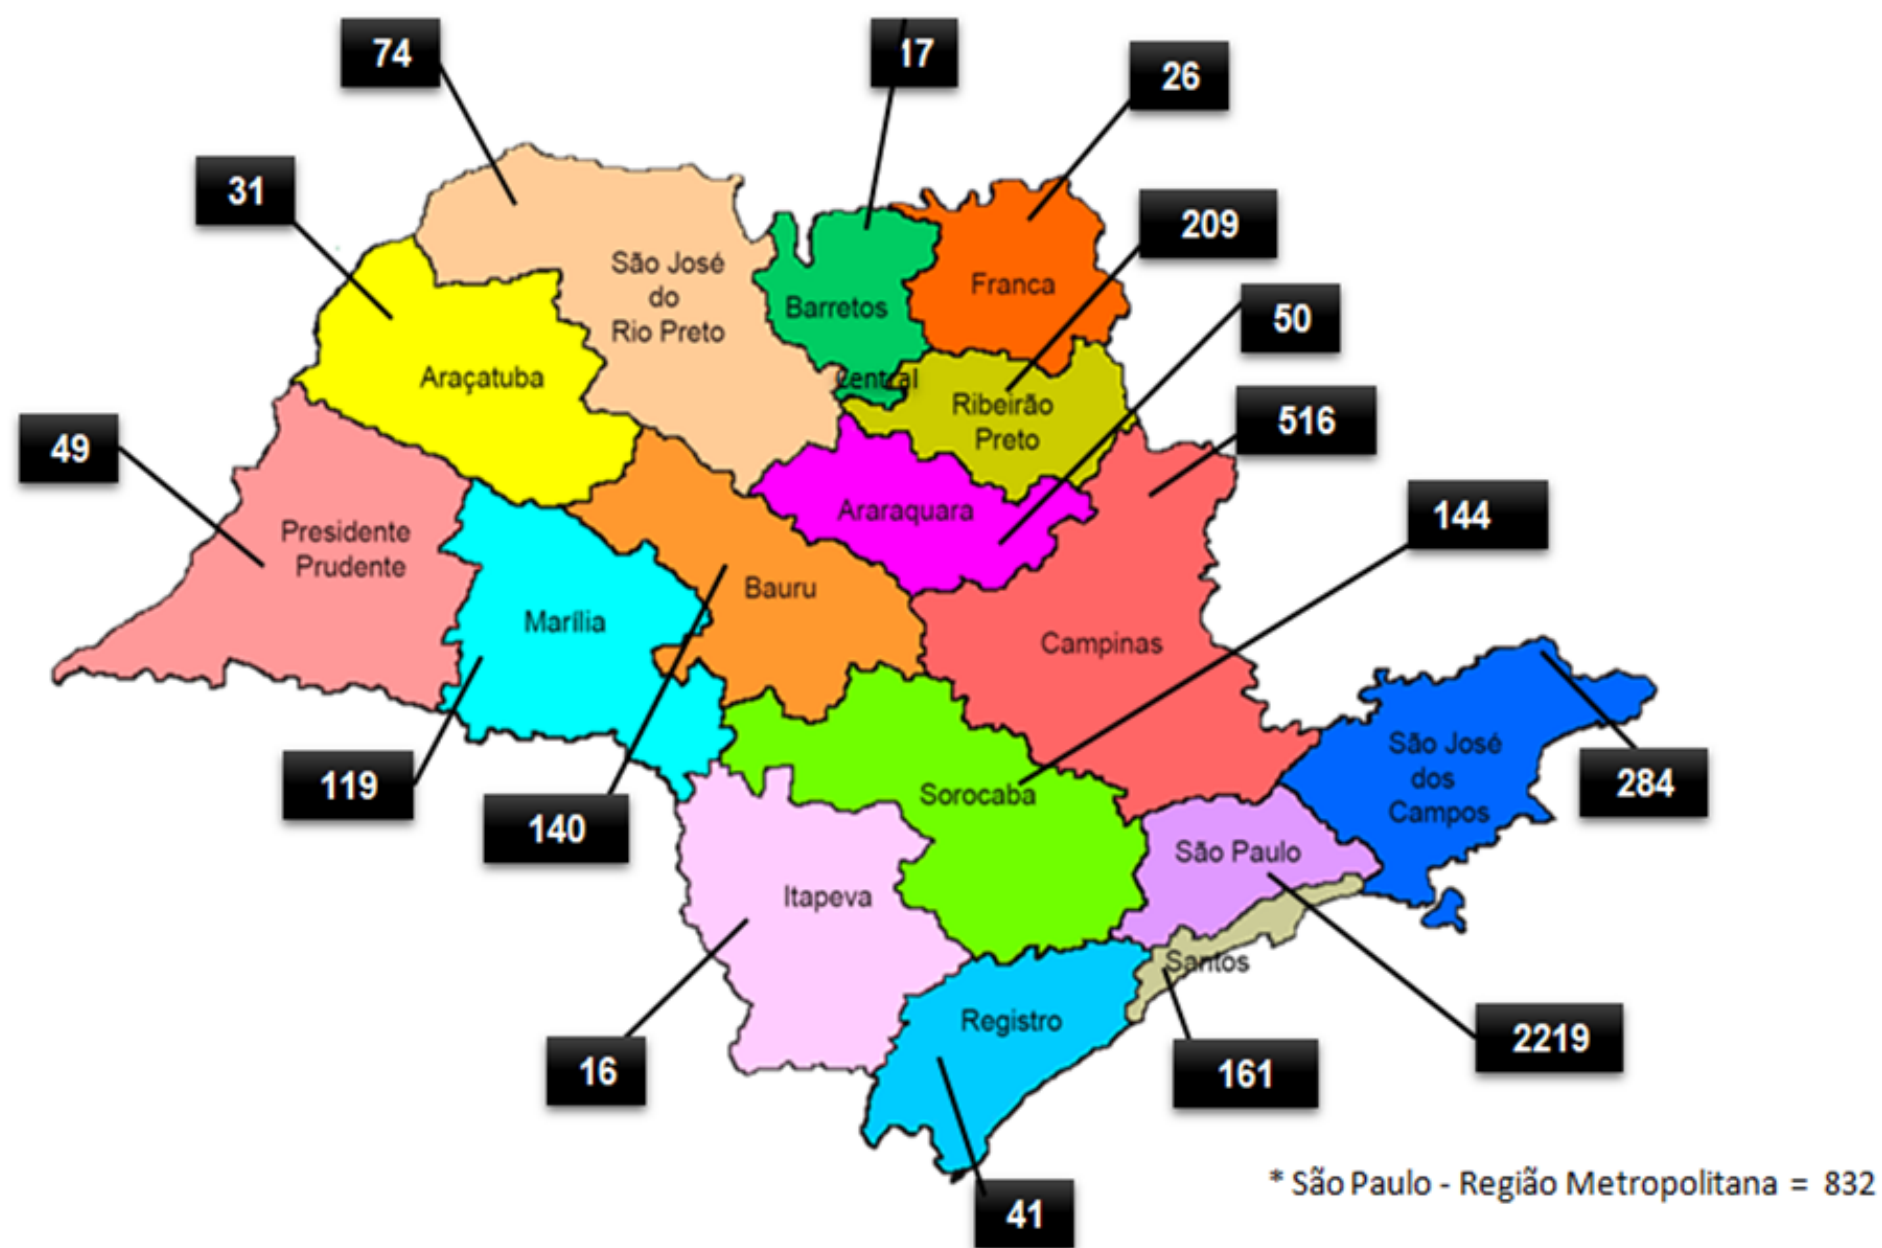 74
17
26
31
209
São José
do
Rio Preto
Barretos
Franca
50
Araçatuba
Central
Ribeirão
Preto
516
49
Araraquara
144
Presidente
Prudente
Bauru
Marília
Campinas
São José
dos
Campos
119
140
Sorocaba
284
São Paulo
Itapeva
Santos
Registro
16
161
2219
41
* São Paulo - Região Metropolitana = 832